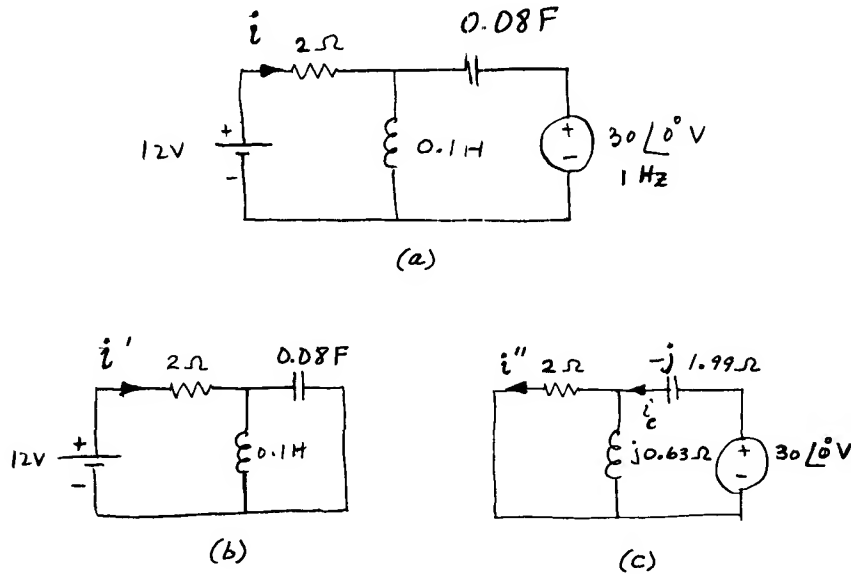 i
2Ω
0.08F
12V
+
-
0.1H
+
-
30∠0° V
1 Hz
(a)
i'
2Ω
0.08F
12V
+
-
0.1H
(b)
i"
2Ω
-j 1.99Ω
i_c
j0.63Ω
+
-
30∠0° V
(c)